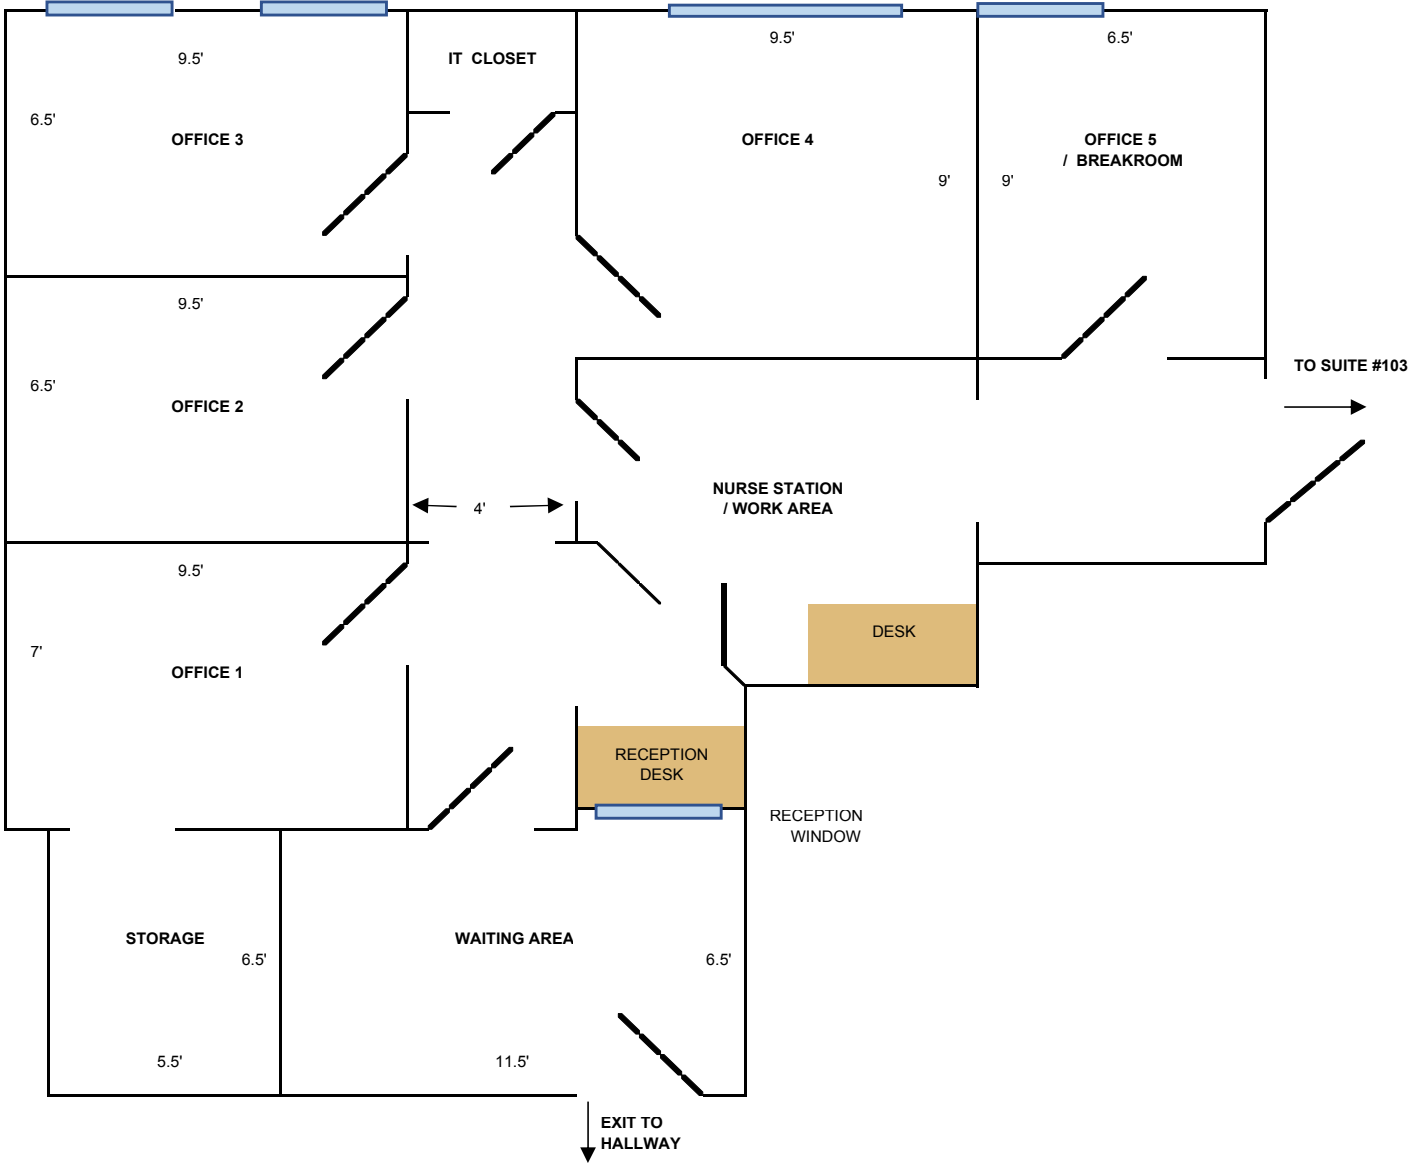 9.5'
6.5'
9.5'
IT  CLOSET
6.5'
OFFICE 3
OFFICE 4
OFFICE 5
/  BREAKROOM
9'
9'
9.5'
TO SUITE #103
6.5'
OFFICE 2
NURSE STATION
/ WORK AREA
4'
9.5'
DESK
7'
OFFICE 1
RECEPTION
DESK
RECEPTION
WINDOW
STORAGE
WAITING AREA
6.5'
6.5'
5.5'
11.5'
EXIT TO
HALLWAY